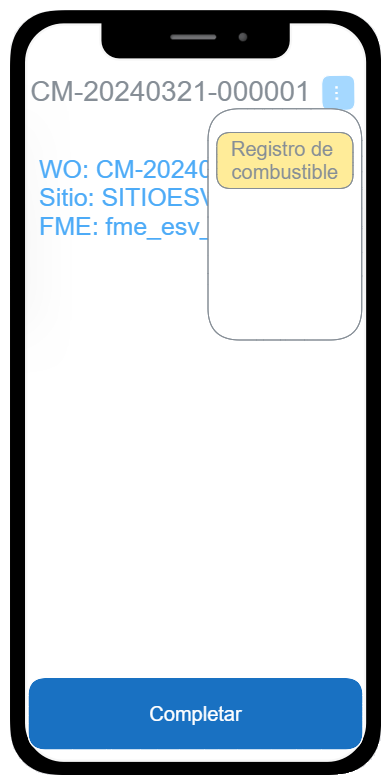 CM-20240321-000001
Registro de
combustible
WO: CM-20240
Sitio: SITIOESV
FME: fme_esv_
Completar